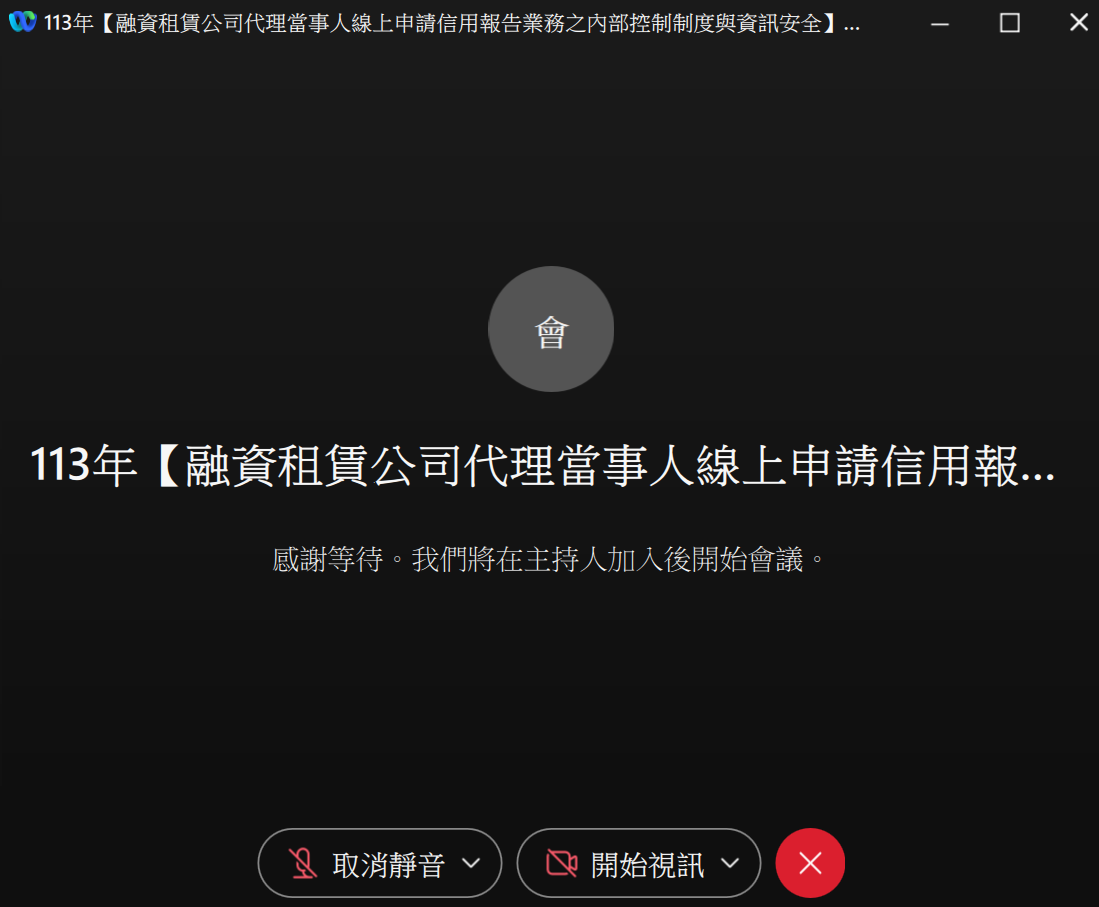 113年【融資租賃公司代理當事人線上申請信用報告業務之內部控制制度與資訊安全】...
會
113年【融資租賃公司代理當事人線上申請信用報...
感謝等待。我們將在主持人加入後開始會議。
取消靜音
開始視訊